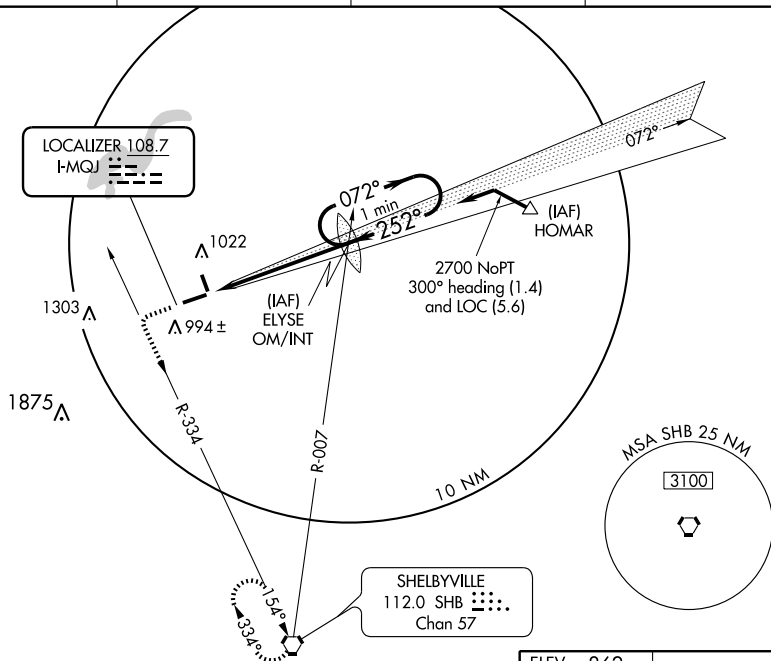 LOCALIZER 108.7
I-MQJ
072°
072°
1 min
252°
(IAF)
HOMAR
2700 NoPT
300° heading (1.4)
and LOC (5.6)
1022
(IAF)
ELYSE
OM/INT
1303
994 ±
1875
R-334
R-007
10 NM
MSA SHB 25 NM
3100
SHELBYVILLE
112.0 SHB
Chan 57
154°
334°